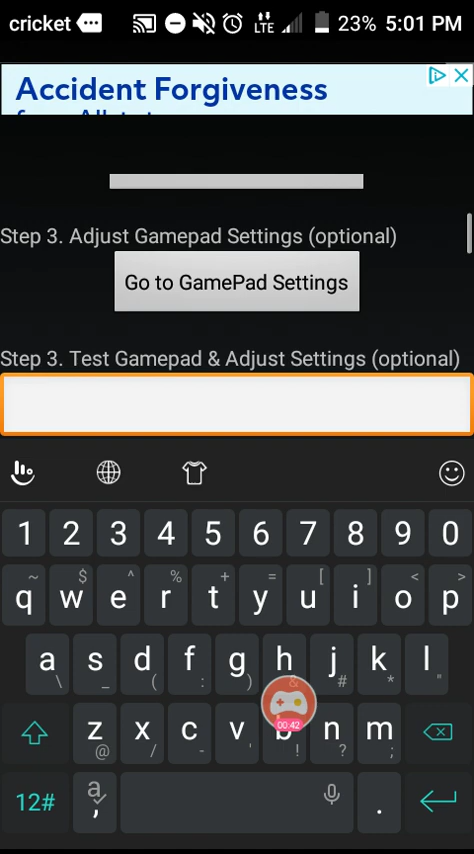 cricket LTE 23% 5:01 PM
Accident Forgiveness
Step 3. Adjust Gamepad Settings (optional)
Go to GamePad Settings
Step 3. Test Gamepad & Adjust Settings (optional)
1 2 3 4 5 6 7 8 9 0
~ $ ^ % + = [ ] < >
q w e r t y u i o p
a s d f g h j k l
\ _ ( : ) & # * "
00:42
z x c v b n m
@ / - ' ! ? ;
12# a , .